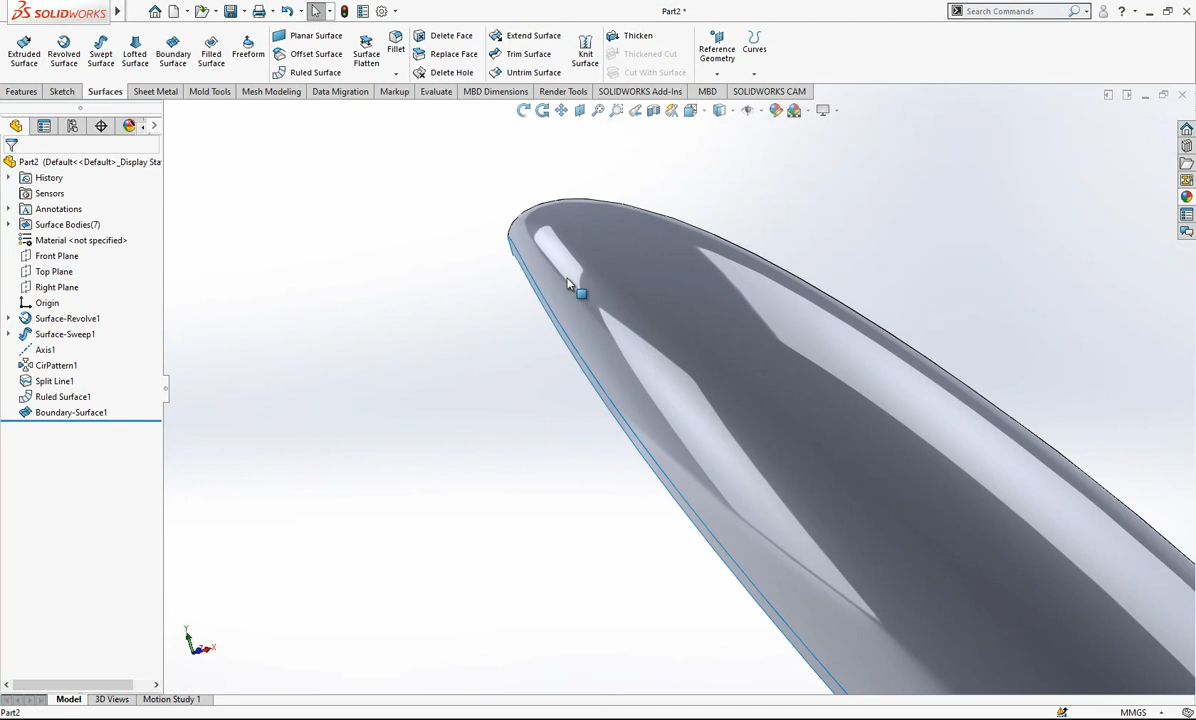 SOLIDWORKS
Part2 *
Search Commands
Extruded Surface
Revolved Surface
Swept Surface
Lofted Surface
Boundary Surface
Filled Surface
Freeform
Planar Surface
Offset Surface
Ruled Surface
Surface Flatten
Fillet
Delete Face
Replace Face
Delete Hole
Extend Surface
Trim Surface
Untrim Surface
Knit Surface
Thicken
Thickened Cut
Cut With Surface
Reference Geometry
Curves
Features Sketch Surfaces Sheet Metal Mold Tools Mesh Modeling Data Migration Markup Evaluate MBD Dimensions Render Tools SOLIDWORKS Add-Ins MBD SOLIDWORKS CAM
Part2 (Default<<Default>_Display Sta
History
Sensors
Annotations
Surface Bodies(7)
Material <not specified>
Front Plane
Top Plane
Right Plane
Origin
Surface-Revolve1
Surface-Sweep1
Axis1
CirPattern1
Split Line1
Ruled Surface1
Boundary-Surface1
Y
X
Model 3D Views Motion Study 1
Part2
MMGS